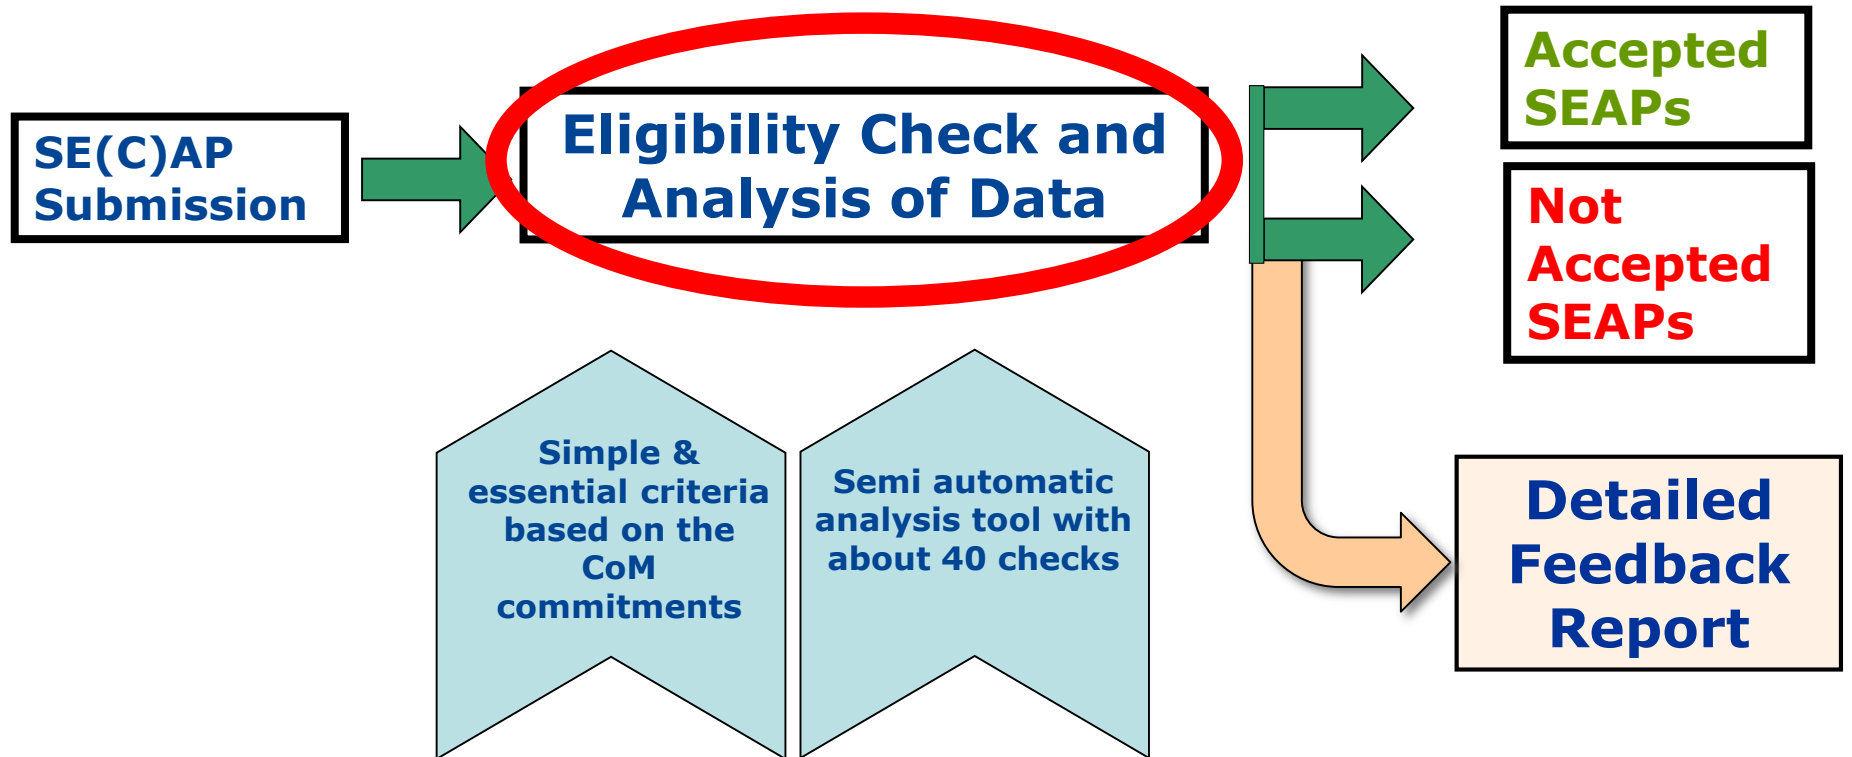 SE(C)AP
Submission
Eligibility Check and
Analysis of Data
Accepted
SEAPs
Not
Accepted
SEAPs
Simple &
essential criteria
based on the
CoM
commitments
Semi automatic
analysis tool with
about 40 checks
Detailed
Feedback
Report